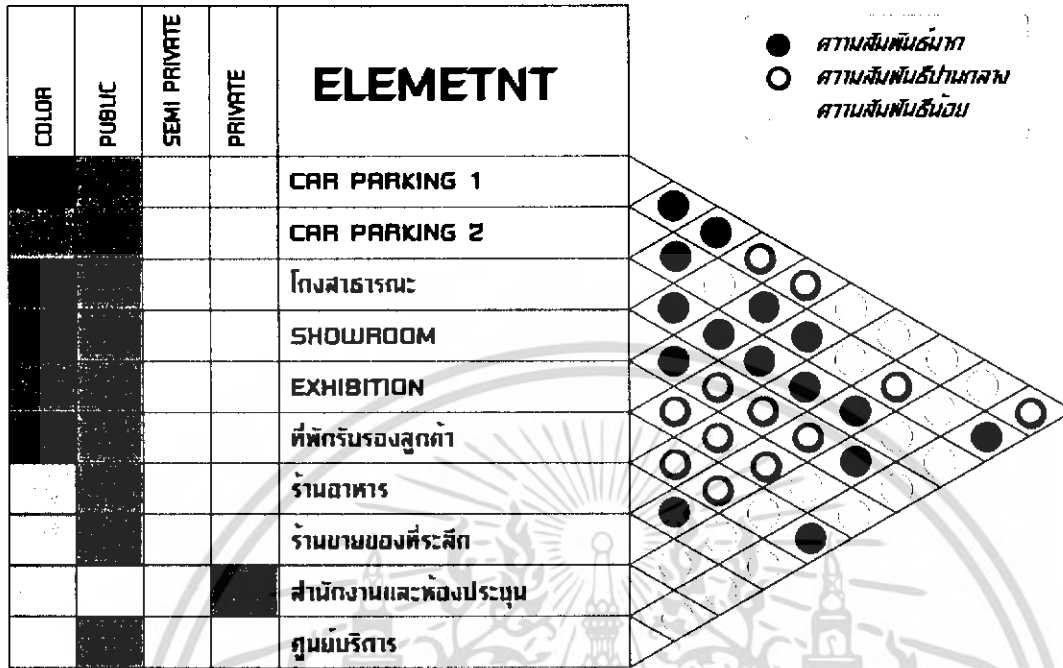 COLOR
PUBLIC
SEMI PRIVATE
PRIVATE
ELEMETNT
ความสัมพันธ์มาก
ความสัมพันธ์ปานกลาง
ความสัมพันธ์น้อย
CAR PARKING 1
CAR PARKING 2
โถงสาธารณะ
SHOWROOM
EXHIBITION
ที่พักรับรองลูกค้า
ร้านอาหาร
ร้านขายของที่ระลึก
สำนักงานและห้องประชุม
ศูนย์บริการ